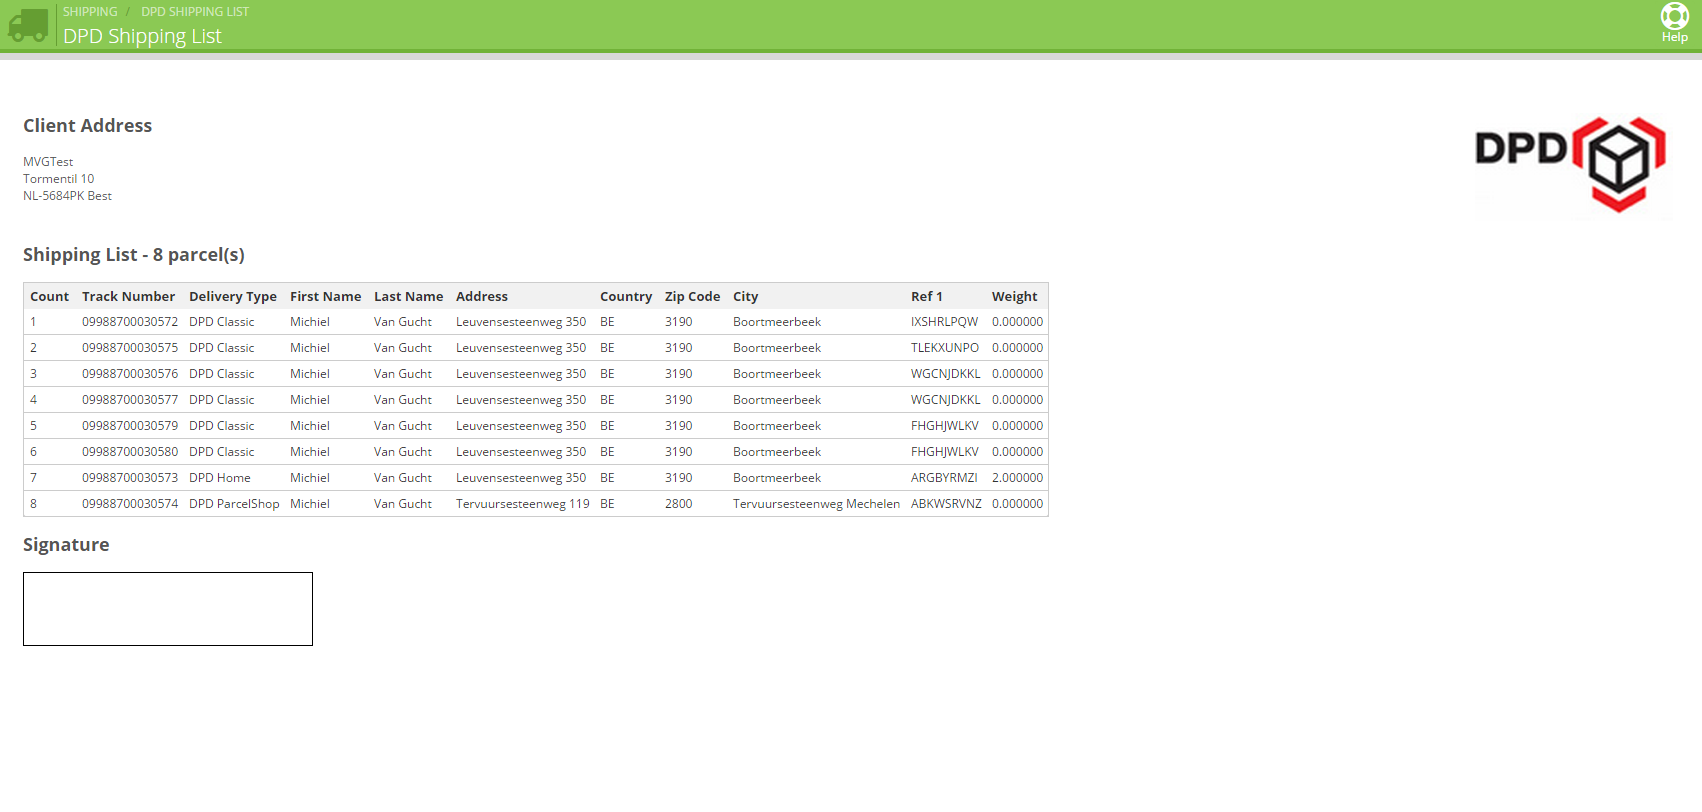 SHIPPING / DPD SHIPPING LIST
DPD Shipping List
Help
Client Address
MVGTest
Tormentil 10
NL-5684PK Best
DPD
Shipping List - 8 parcel(s)
Count Track Number Delivery Type First Name Last Name Address Country Zip Code City Ref 1 Weight
1 09988700030572 DPD Classic Michiel Van Gucht Leuvensesteenweg 350 BE 3190 Boortmeerbeek IXSHRLPQW 0.000000
2 09988700030575 DPD Classic Michiel Van Gucht Leuvensesteenweg 350 BE 3190 Boortmeerbeek TLEKXUNPO 0.000000
3 09988700030576 DPD Classic Michiel Van Gucht Leuvensesteenweg 350 BE 3190 Boortmeerbeek WGCNJDKKL 0.000000
4 09988700030577 DPD Classic Michiel Van Gucht Leuvensesteenweg 350 BE 3190 Boortmeerbeek WGCNJDKKL 0.000000
5 09988700030579 DPD Classic Michiel Van Gucht Leuvensesteenweg 350 BE 3190 Boortmeerbeek FHGHJWLKV 0.000000
6 09988700030580 DPD Classic Michiel Van Gucht Leuvensesteenweg 350 BE 3190 Boortmeerbeek FHGHJWLKV 0.000000
7 09988700030573 DPD Home Michiel Van Gucht Leuvensesteenweg 350 BE 3190 Boortmeerbeek ARGBYRMZI 2.000000
8 09988700030574 DPD ParcelShop Michiel Van Gucht Tervuursesteenweg 119 BE 2800 Tervuursesteenweg Mechelen ABKWSRVNZ 0.000000
Signature